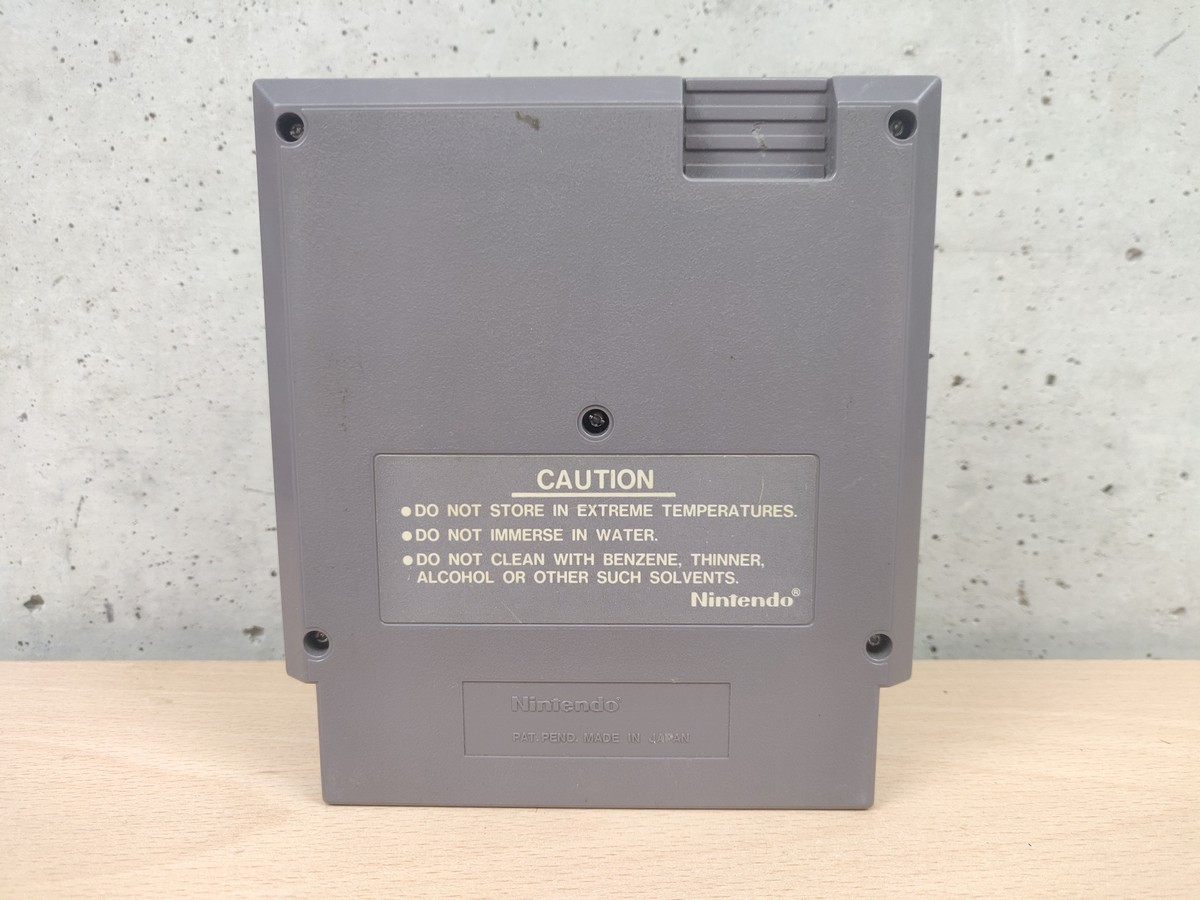 CAUTION
●DO NOT STORE IN EXTREME TEMPERATURES.
●DO NOT IMMERSE IN WATER.
●DO NOT CLEAN WITH BENZENE, THINNER,
ALCOHOL OR OTHER SUCH SOLVENTS.
Nintendo®
Nintendo®
PAT. PEND. MADE IN JAPAN